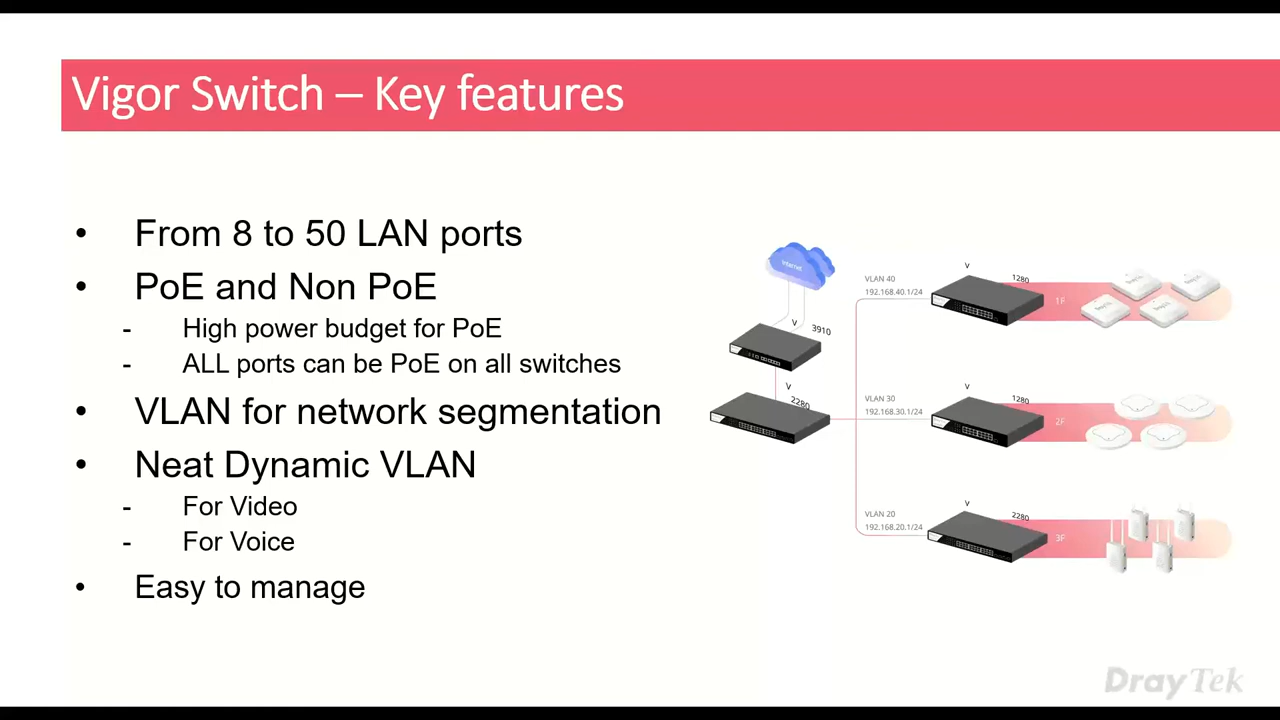 Vigor Switch – Key features
• From 8 to 50 LAN ports
• PoE and Non PoE
- High power budget for PoE
- ALL ports can be PoE on all switches
• VLAN for network segmentation
• Neat Dynamic VLAN
- For Video
- For Voice
• Easy to manage
Internet
V
3910
V
2280
VLAN 40
192.168.40.1/24
V
1280
1F
VLAN 30
192.168.30.1/24
V
1280
2F
VLAN 20
192.168.20.1/24
V
2280
3F
DrayTek